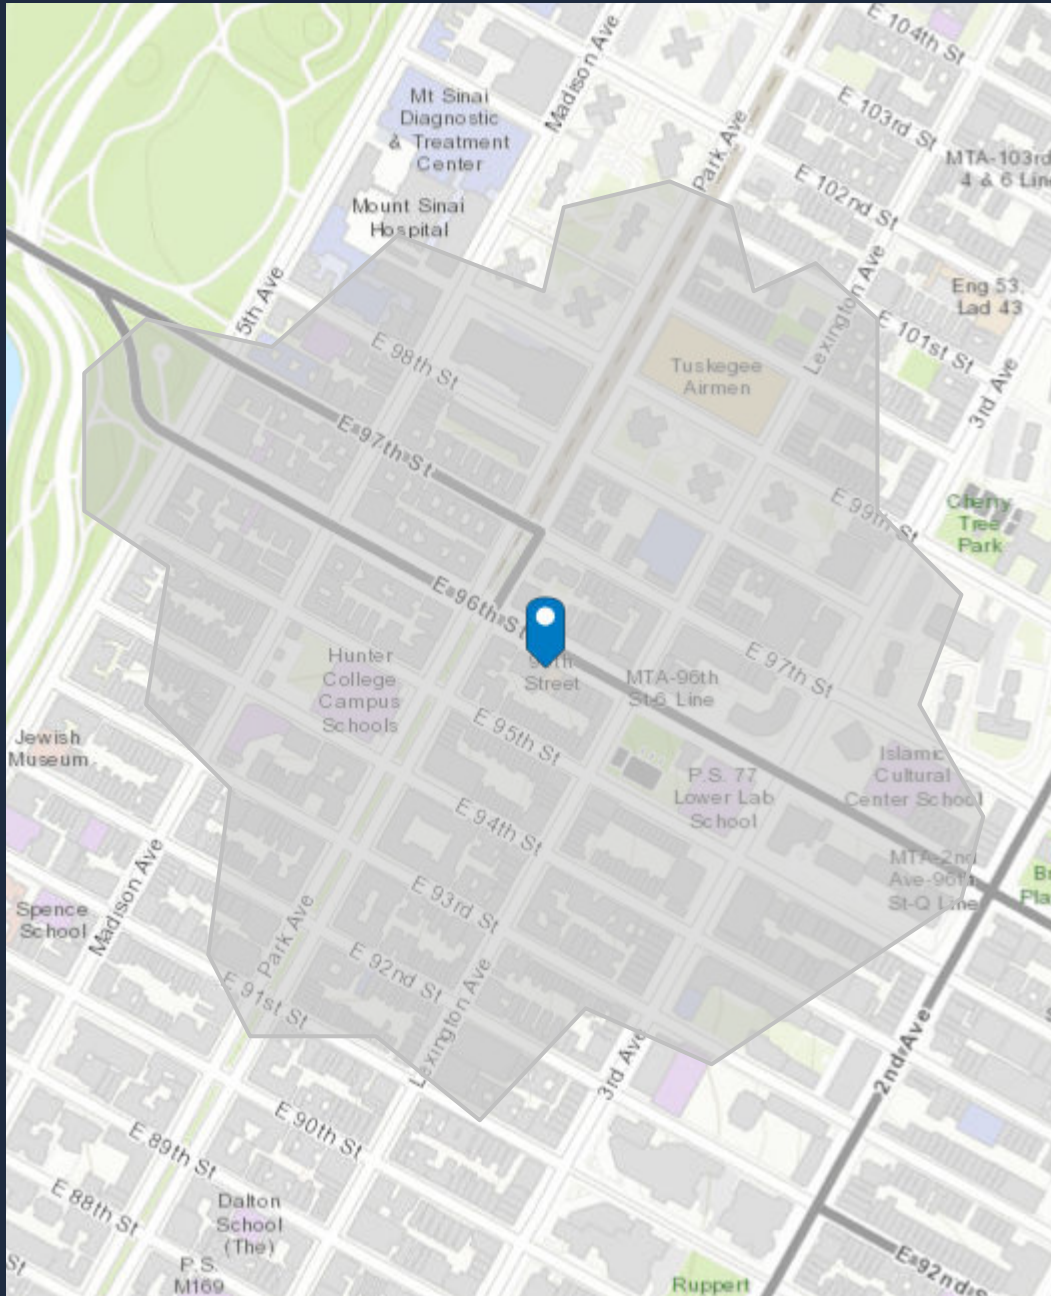 E 104th St
Madison Ave
Mt Sinai
Diagnostic
& Treatment
Center
E 103rd St
Park Ave
MTA-103rd
4 & 6 Line
E 102nd St
Mount Sinai
Hospital
5th Ave
Lexington Ave
Eng 53,
Lad 43
E 101st St
E 98th St
Tuskegee
Airmen
3rd Ave
E 97th St
E 99th St
Cherry
Tree
Park
E 96th St
Street
Hunter
College
Campus
Schools
MTA-96th
St-6 Line
E 97th St
E 95th St
Jewish
Museum
Islamic
Cultural
Center School
P.S. 77
Lower Lab
School
E 94th St
MTA-2nd
Ave-96th
St-Q Line
Madison Ave
E 93rd St
Spence
School
Park Ave
E 92nd St
E 91st St
Lexington Ave
3rd Ave
2nd Ave
E 90th St
E 89th St
E 88th St
Dalton
School
(The)
P.S.
M169
St
E 92nd S
Ruppert